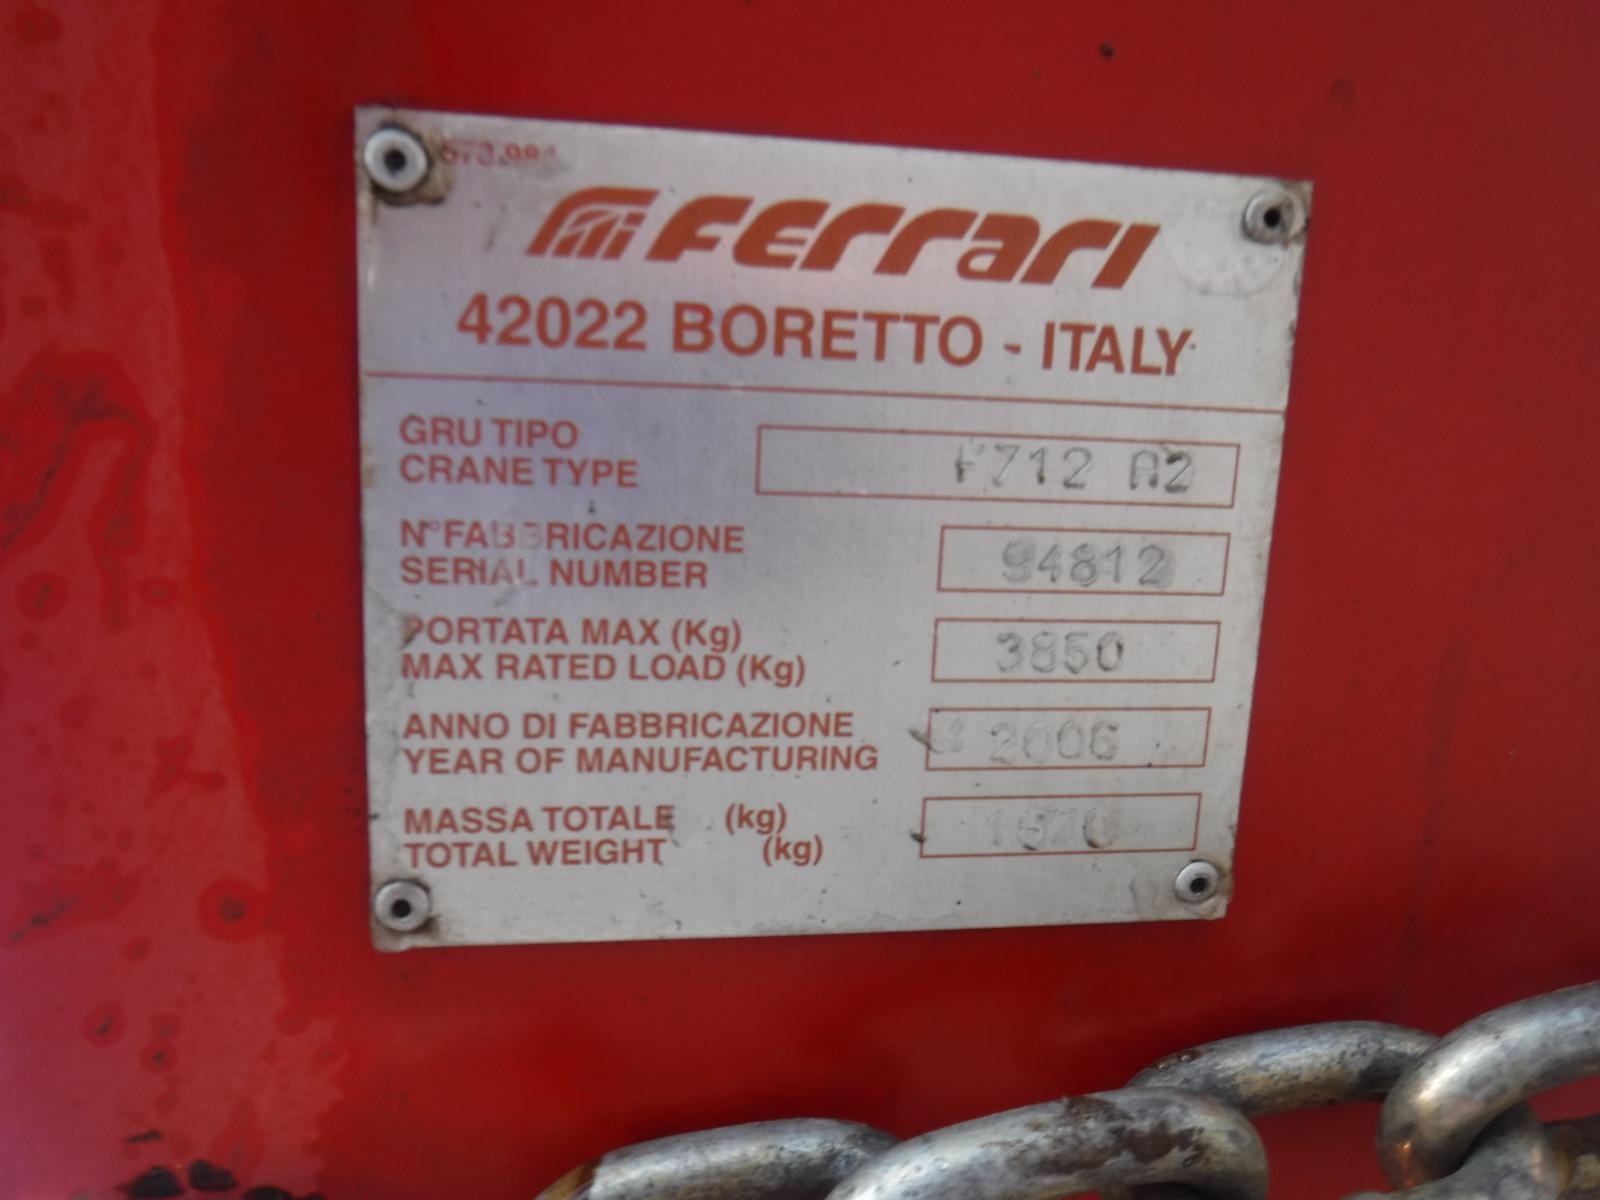 Ferrari
42022 BORETTO - ITALY
GRU TIPO
CRANE TYPE
F712 A2
N° FABBRICAZIONE
SERIAL NUMBER
94812
PORTATA MAX (Kg)
MAX RATED LOAD (Kg)
3850
ANNO DI FABBRICAZIONE
YEAR OF MANUFACTURING
2006
MASSA TOTALE (kg)
TOTAL WEIGHT (kg)